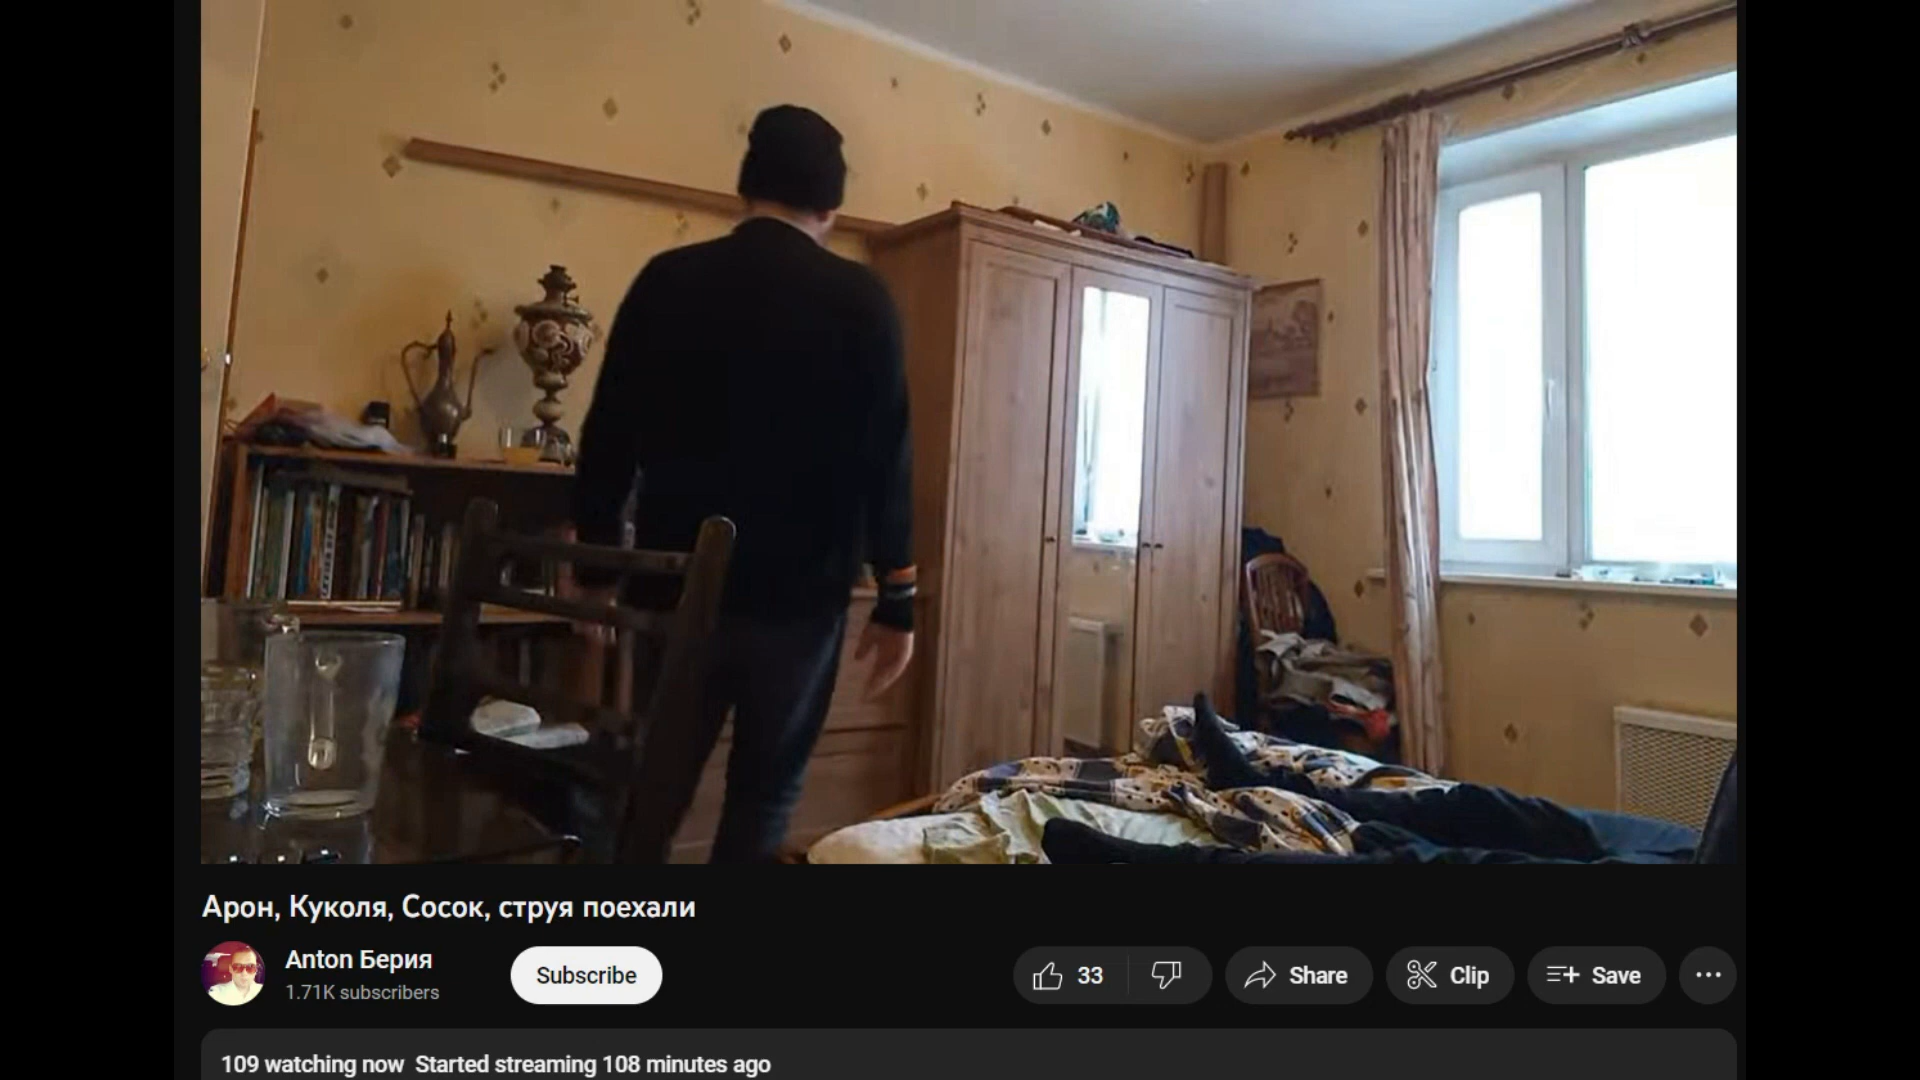 Арон, Куколя, Сосок, струя поехали
Anton Берия
1.71K subscribers
Subscribe
33
Share
Clip
Save
109 watching now Started streaming 108 minutes ago